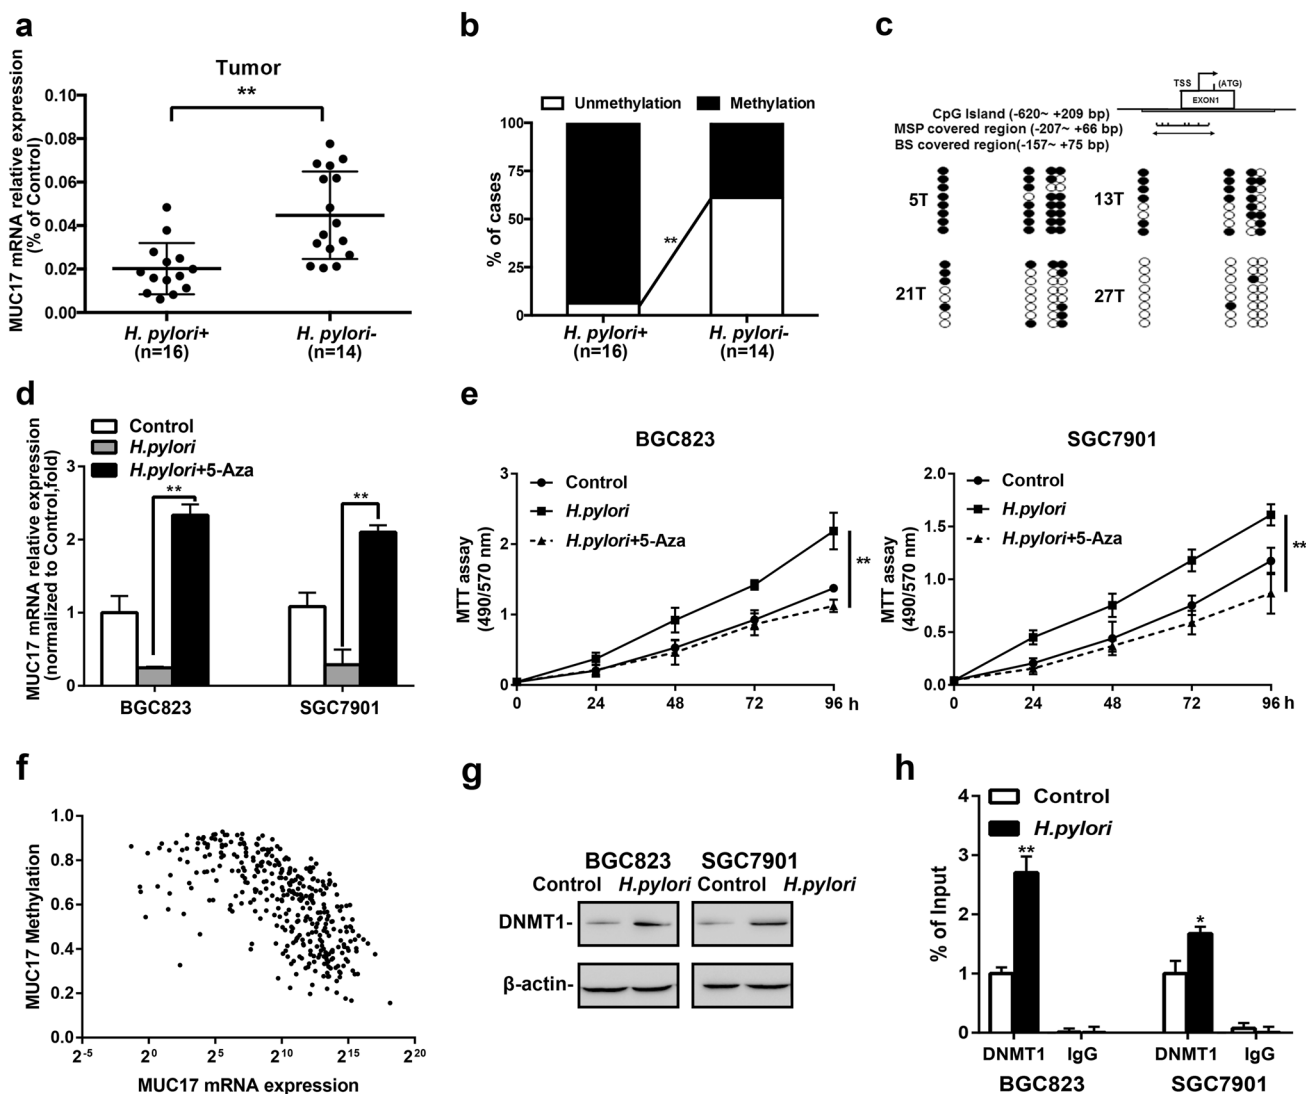 a
Tumor
**
MUC17 mRNA relative expression
(% of Control)
0.10
0.08
0.06
0.04
0.02
0.00
H. pylori+
(n=16)
H. pylori-
(n=14)
b
Unmethylation
Methylation
% of cases
100
75
50
25
0
**
H. pylori+
(n=16)
H. pylori-
(n=14)
c
TSS
(ATG)
EXON1
CpG Island (-620~ +209 bp)
MSP covered region (-207~ +66 bp)
BS covered region(-157~ +75 bp)
5T
13T
21T
27T
d
Control
H.pylori
H.pylori+5-Aza
MUC17 mRNA relative expression
(normalized to Control,fold)
3
2
1
0
**
**
BGC823
SGC7901
e
BGC823
Control
H.pylori
H.pylori+5-Aza
MTT assay
(490/570 nm)
3
2
1
0
**
0 24 48 72 96 h
SGC7901
Control
H.pylori
H.pylori+5-Aza
MTT assay
(490/570 nm)
2.0
1.5
1.0
0.5
0.0
**
0 24 48 72 96 h
f
MUC17 Methylation
1.0
0.8
0.6
0.4
0.2
0.0
2-5 20 25 210 215 220
MUC17 mRNA expression
g
BGC823 SGC7901
Control H.pylori Control H.pylori
DNMT1-
β-actin-
h
Control
H.pylori
% of Input
4
3
2
1
0
**
*
DNMT1 IgG DNMT1 IgG
BGC823 SGC7901